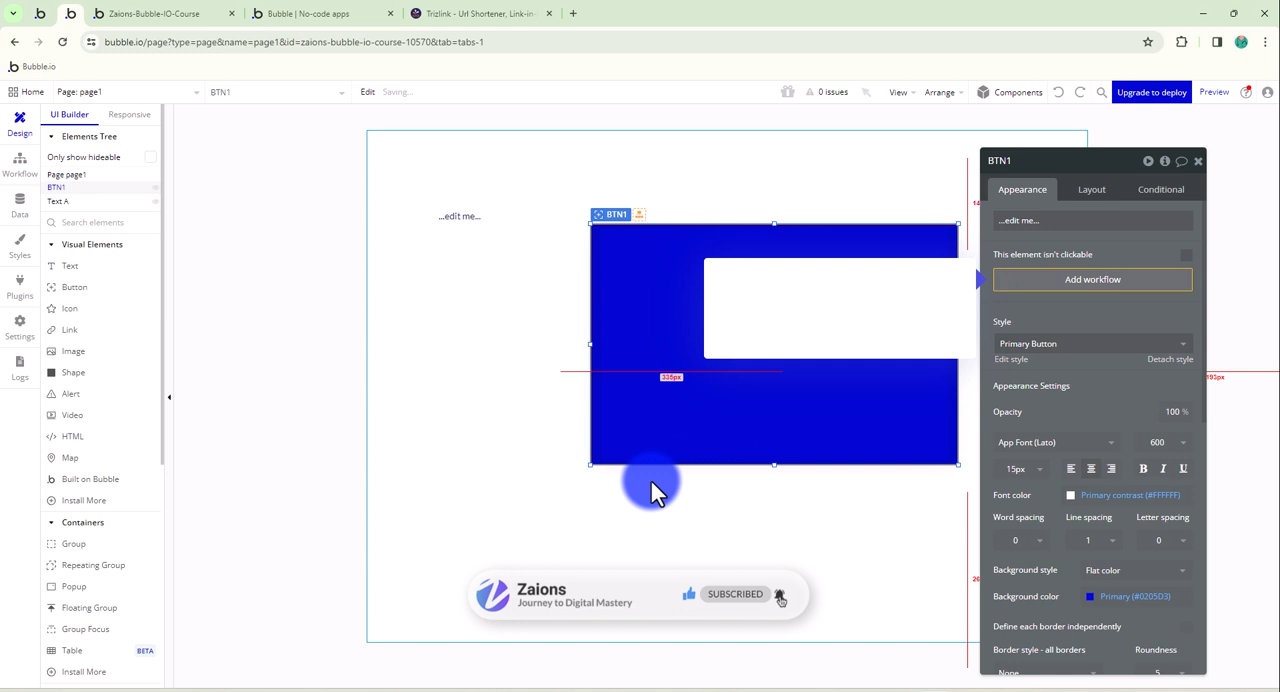 Zaions-Bubble-IO-Course
Bubble | No-code apps
Trizlink - Url Shortener, Link-in-
bubble.io/page?type=page&name=page1&id=zaions-bubble-io-course-10570&tab=tabs-1
Bubble.io
Home
Page: page1
BTN1
Edit
Saving...
0 issues
View
Arrange
Components
Upgrade to deploy
Preview
Design
Workflow
Data
Styles
Plugins
Settings
Logs
UI Builder
Responsive
Elements Tree
Only show hideable
Page page1
BTN1
Text A
Search elements
Visual Elements
Text
Button
Icon
Link
Image
Shape
Alert
Video
HTML
Map
Built on Bubble
Install More
Containers
Group
Repeating Group
Popup
Floating Group
Group Focus
Table
BETA
Install More
...edit me...
BTN1
335px
193px
Zaions
Journey to Digital Mastery
SUBSCRIBED
BTN1
Appearance
Layout
Conditional
...edit me...
This element isn't clickable
Add workflow
Style
Primary Button
Edit style
Detach style
Appearance Settings
Opacity
100 %
App Font (Lato)
600
15px
B I U
Font color
Primary contrast (#FFFFFF)
Word spacing
Line spacing
Letter spacing
0
1
0
Background style
Flat color
Background color
Primary (#0205D3)
Define each border independently
Border style - all borders
Roundness
None
5